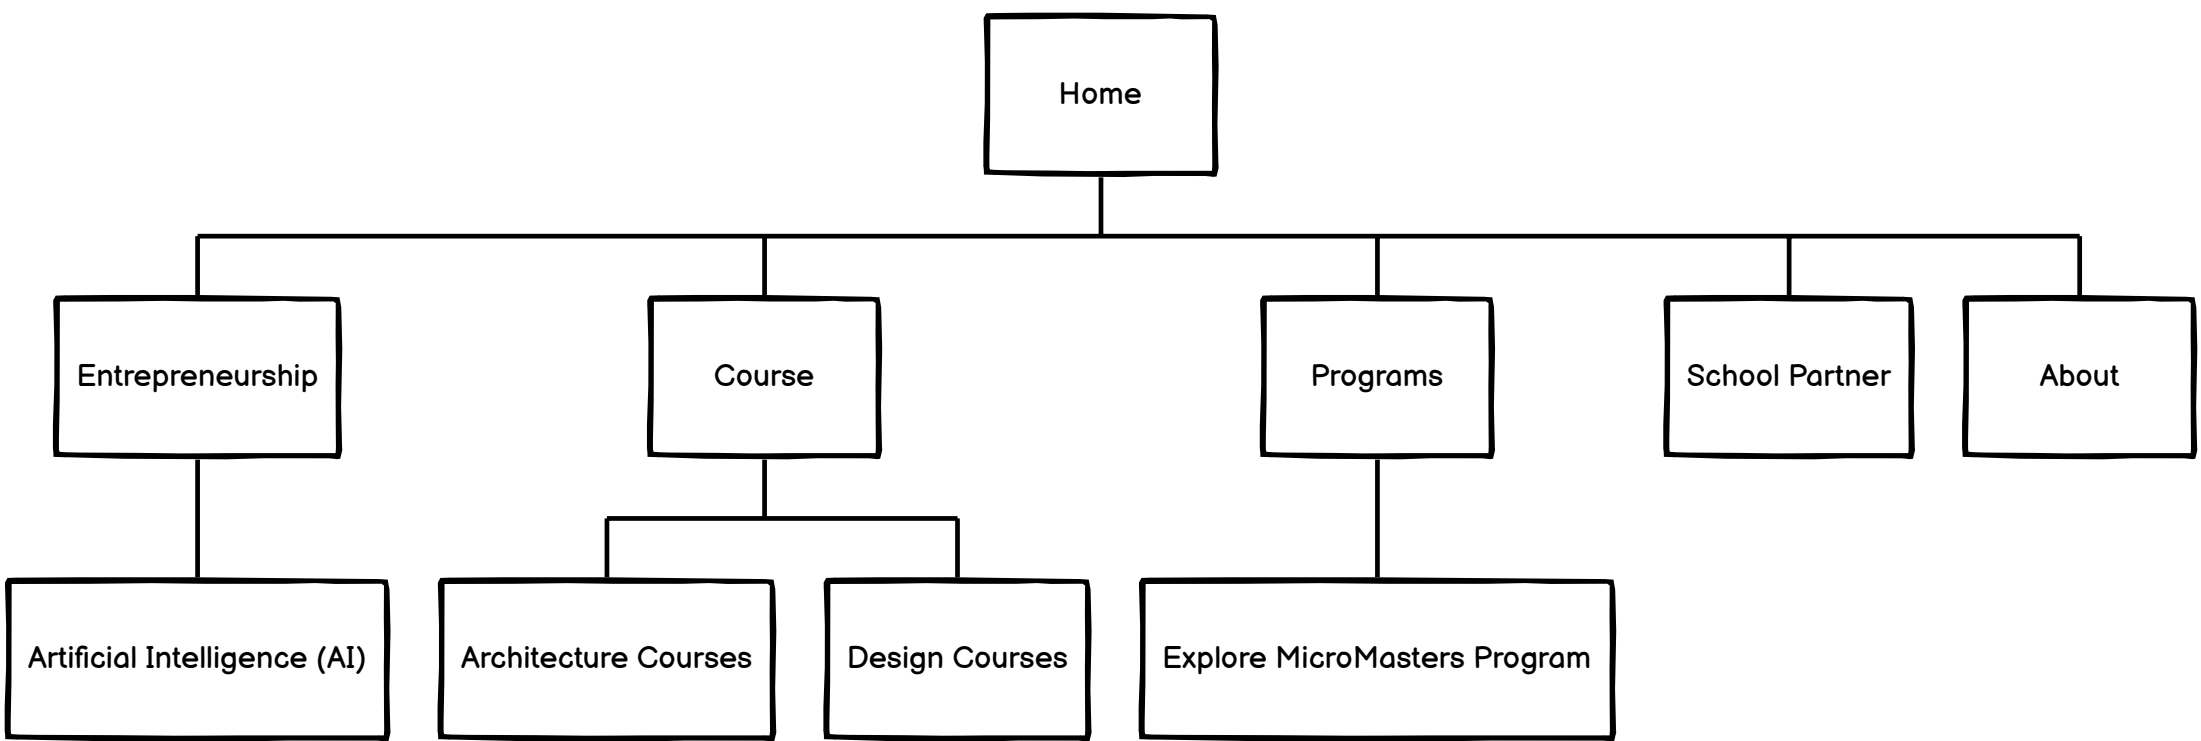 Home
Entrepreneurship
Course
Programs
School Partner
About
Artificial Intelligence (AI)
Architecture Courses
Design Courses
Explore MicroMasters Program